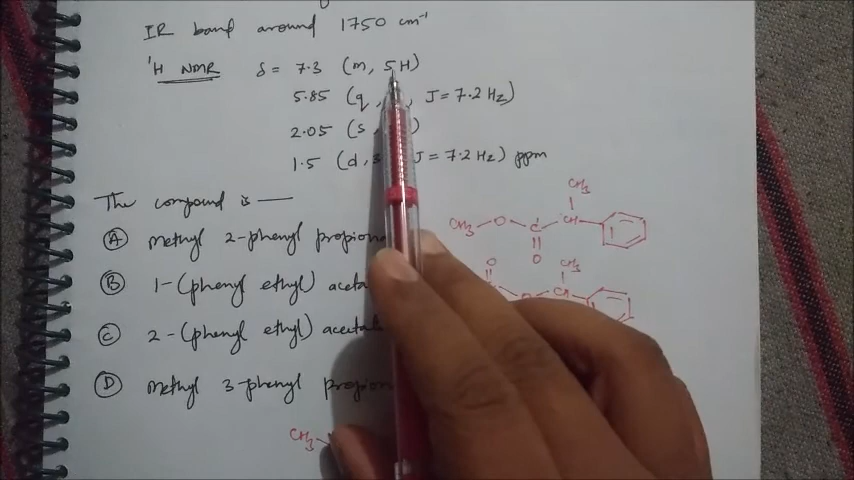 IR band around 1750 cm⁻¹
¹H NMR δ = 7.3 (m, 5H)
5.85 (q, , J = 7.2 Hz)
2.05 (s, )
1.5 (d, J = 7.2 Hz) ppm
The compound is —
(A) methyl 2-phenyl
(B) 1-(phenyl ethyl)
(C) 2-(phenyl ethyl)
(D) methyl 3-phenyl
CH₃
CH₃ O C CH
O
O CH₃
CH
CH₃